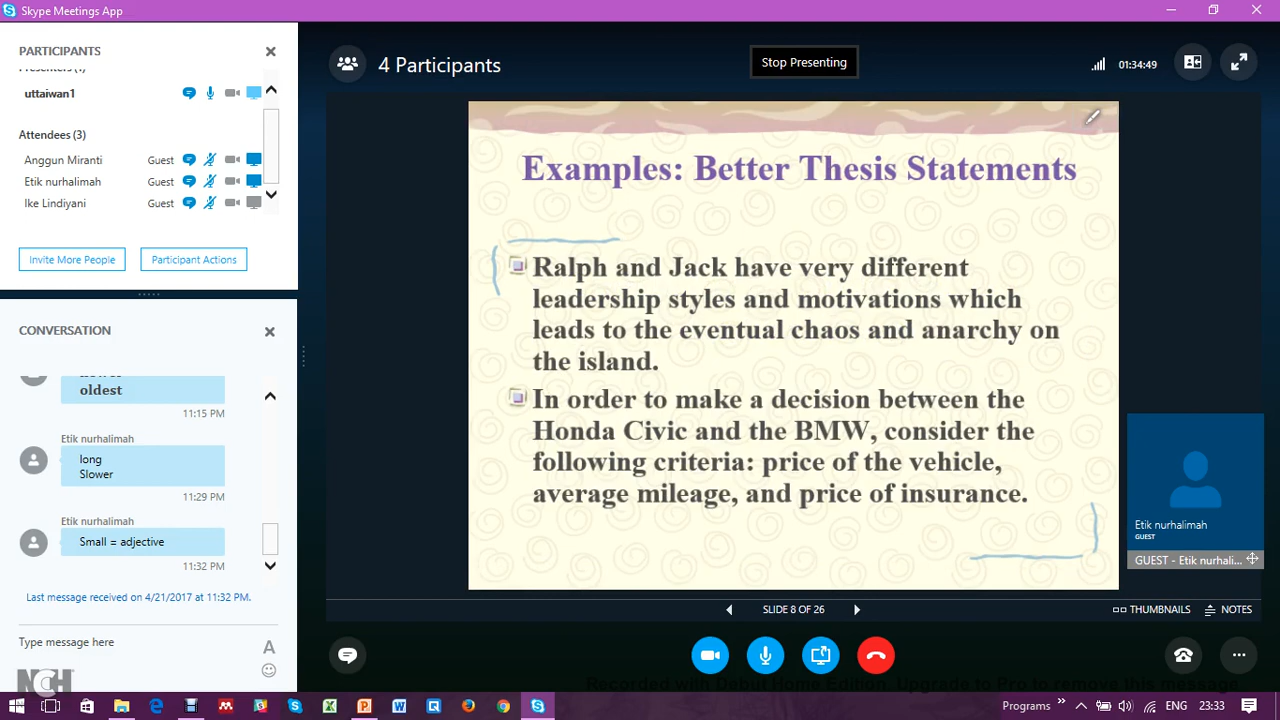 Skype Meetings App
PARTICIPANTS
uttaiwan1
Attendees (3)
Anggun Miranti Guest
Etik nurhalimah Guest
Ike Lindiyani Guest
Invite More People
Participant Actions
CONVERSATION
oldest
11:15 PM
Etik nurhalimah
long
Slower
11:29 PM
Etik nurhalimah
Small = adjective
11:32 PM
Last message received on 4/21/2017 at 11:32 PM.
Type message here
A
NCH
4 Participants
Stop Presenting
01:34:49
Examples: Better Thesis Statements
Ralph and Jack have very different
leadership styles and motivations which
leads to the eventual chaos and anarchy on
the island.
In order to make a decision between the
Honda Civic and the BMW, consider the
following criteria: price of the vehicle,
average mileage, and price of insurance.
Etik nurhalimah
GUEST
GUEST - Etik nurhali...
SLIDE 8 OF 26
THUMBNAILS
NOTES
Recorded with Debut Home Edition. Upgrade to Pro to remove this message.
Programs
ENG
23:33